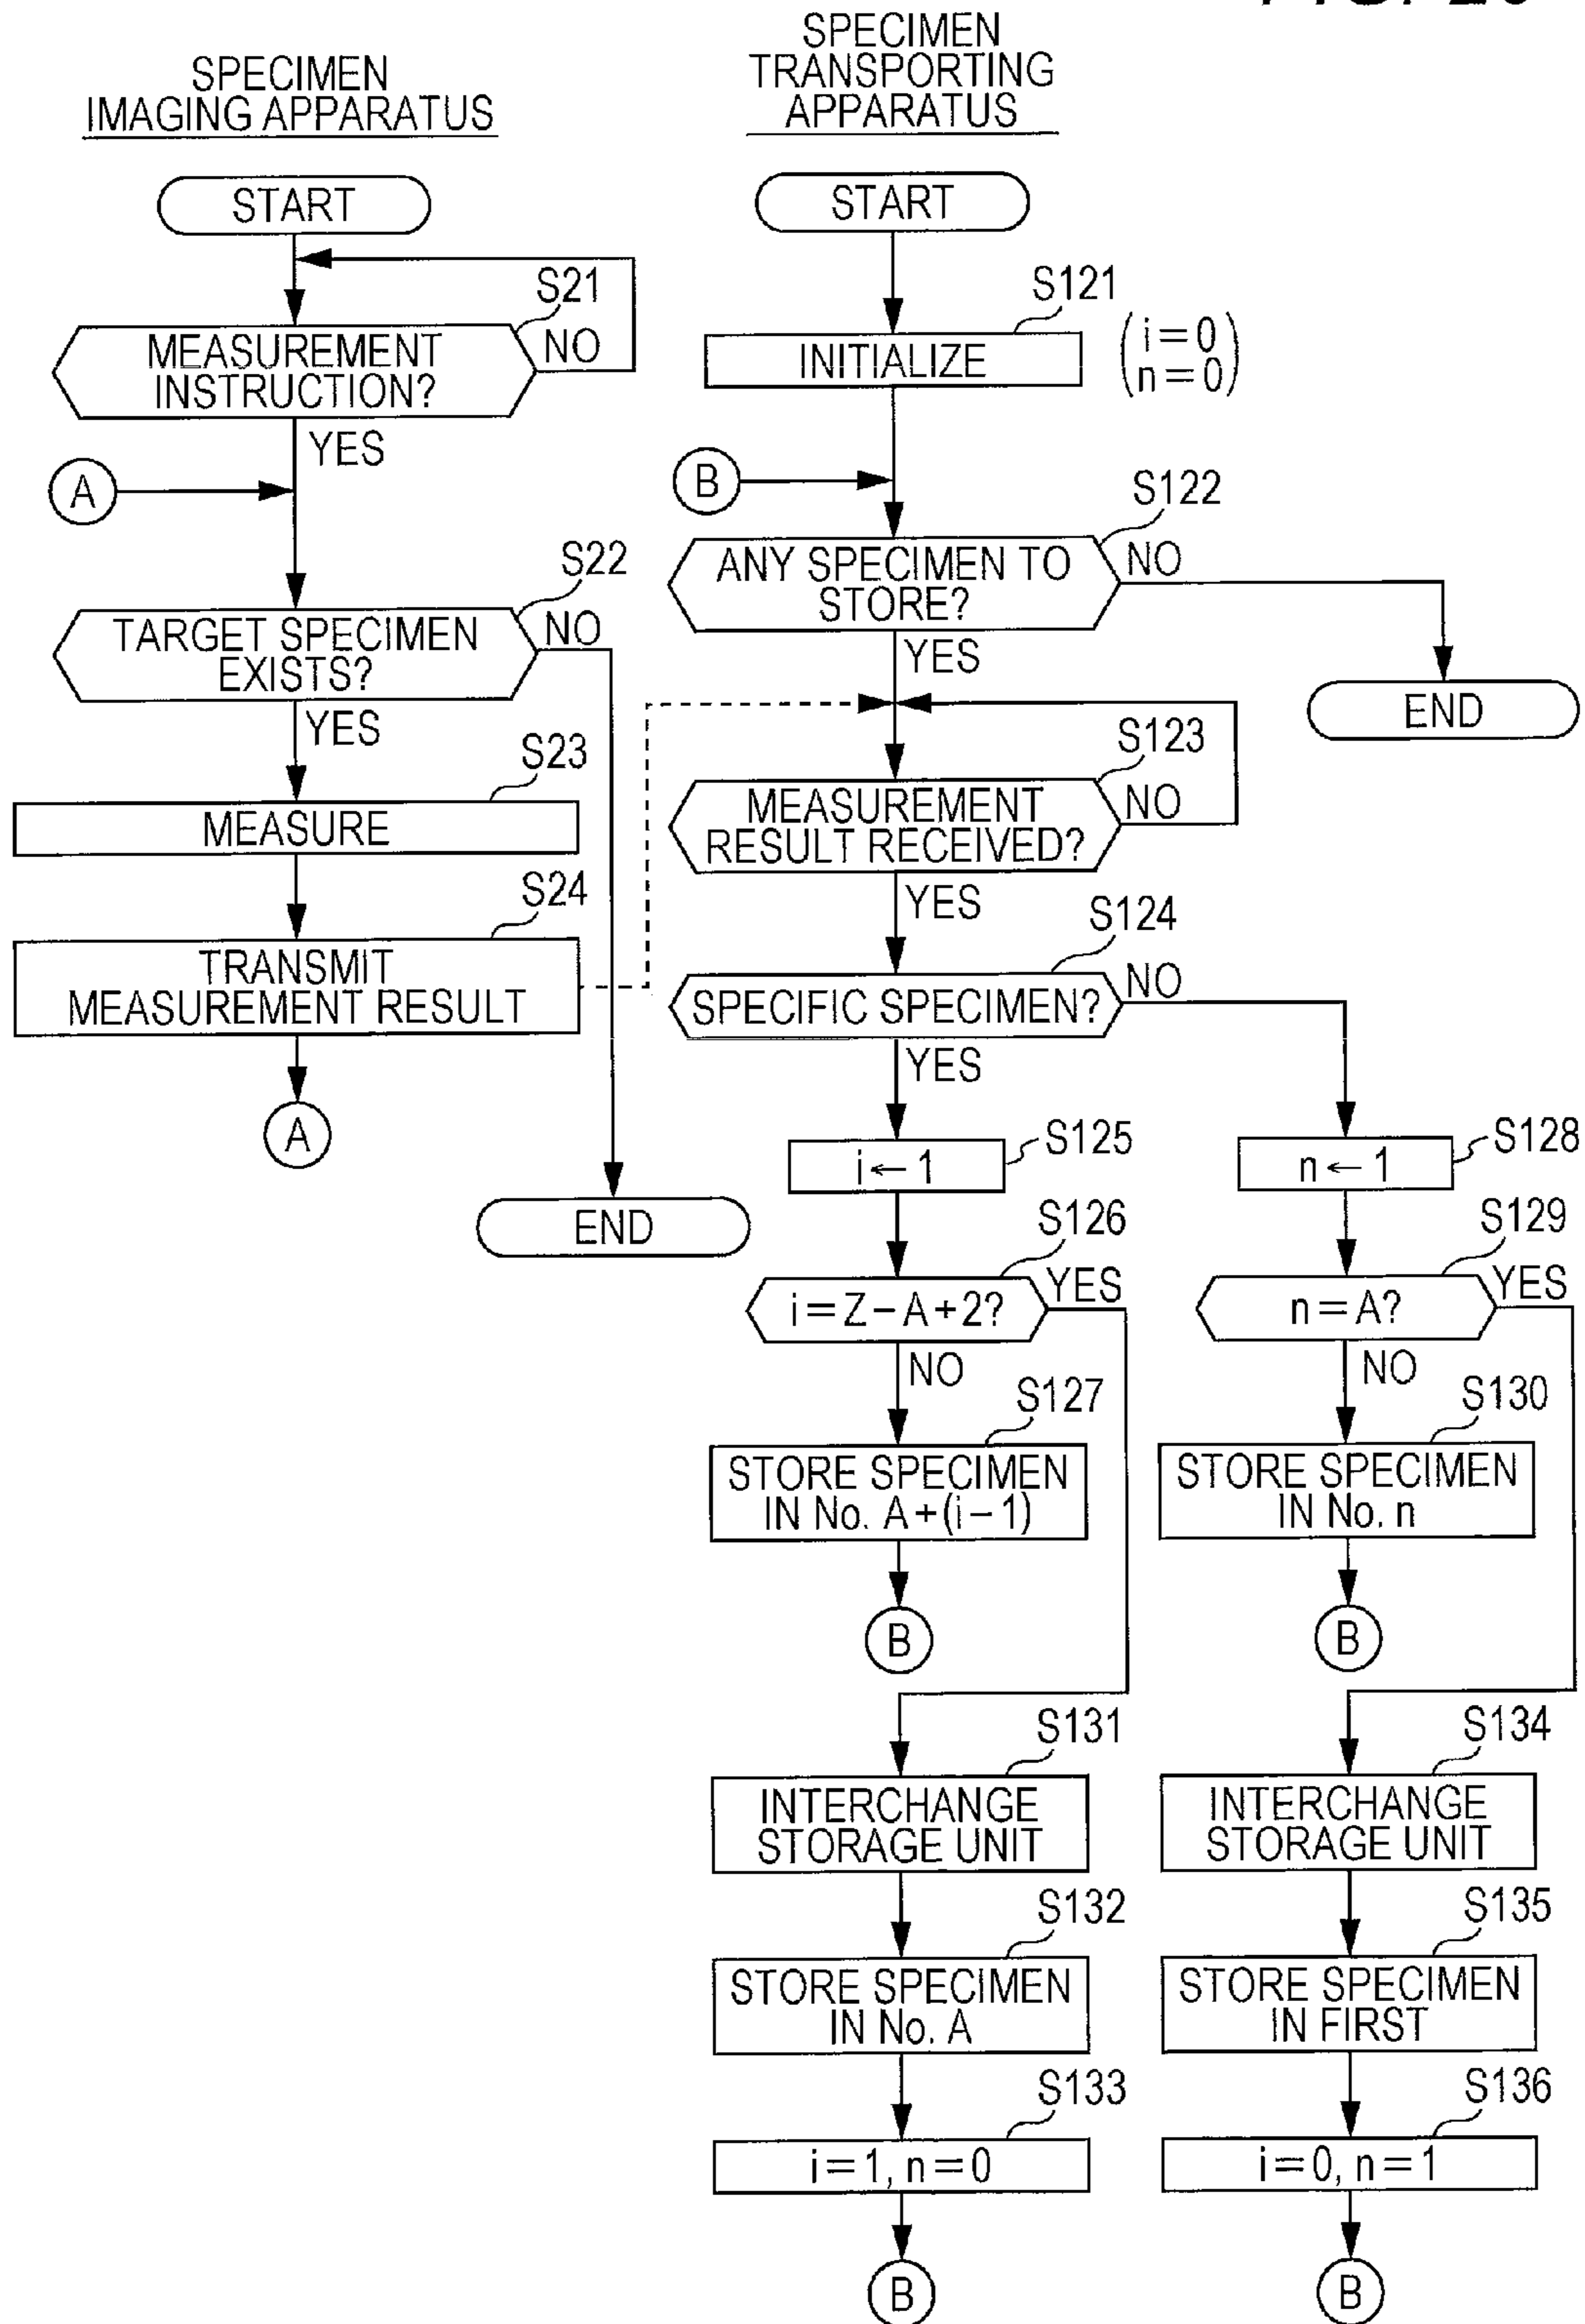 SPECIMEN
IMAGING APPARATUS
START
S21
MEASUREMENT
INSTRUCTION?
NO
YES
A
S22
TARGET SPECIMEN
EXISTS?
NO
YES
S23
MEASURE
S24
TRANSMIT
MEASUREMENT RESULT
A
END
SPECIMEN
TRANSPORTING
APPARATUS
START
S121
INITIALIZE
i=0
n=0
B
S122
ANY SPECIMEN TO
STORE?
NO
YES
END
S123
MEASUREMENT
RESULT RECEIVED?
NO
YES
S124
SPECIFIC SPECIMEN?
NO
YES
S125
i←1
S126
i=Z-A+2?
YES
NO
S127
STORE SPECIMEN
IN No. A+(i-1)
B
S128
n←1
S129
n=A?
YES
NO
S130
STORE SPECIMEN
IN No. n
B
S131
INTERCHANGE
STORAGE UNIT
S132
STORE SPECIMEN
IN No. A
S133
i=1, n=0
B
S134
INTERCHANGE
STORAGE UNIT
S135
STORE SPECIMEN
IN FIRST
S136
i=0, n=1
B